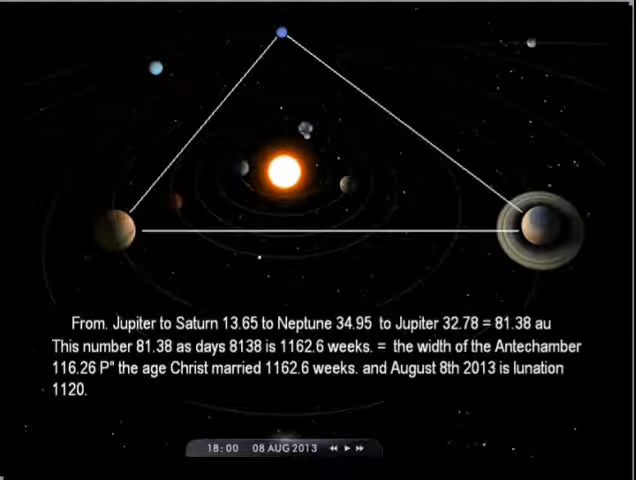 From. Jupiter to Saturn 13.65 to Neptune 34.95 to Jupiter 32.78 = 81.38 au
This number 81.38 as days 8138 is 1162.6 weeks. = the width of the Antechamber
116.26 P" the age Christ married 1162.6 weeks. and August 8th 2013 is lunation
1120.
18:00 08 AUG 2013